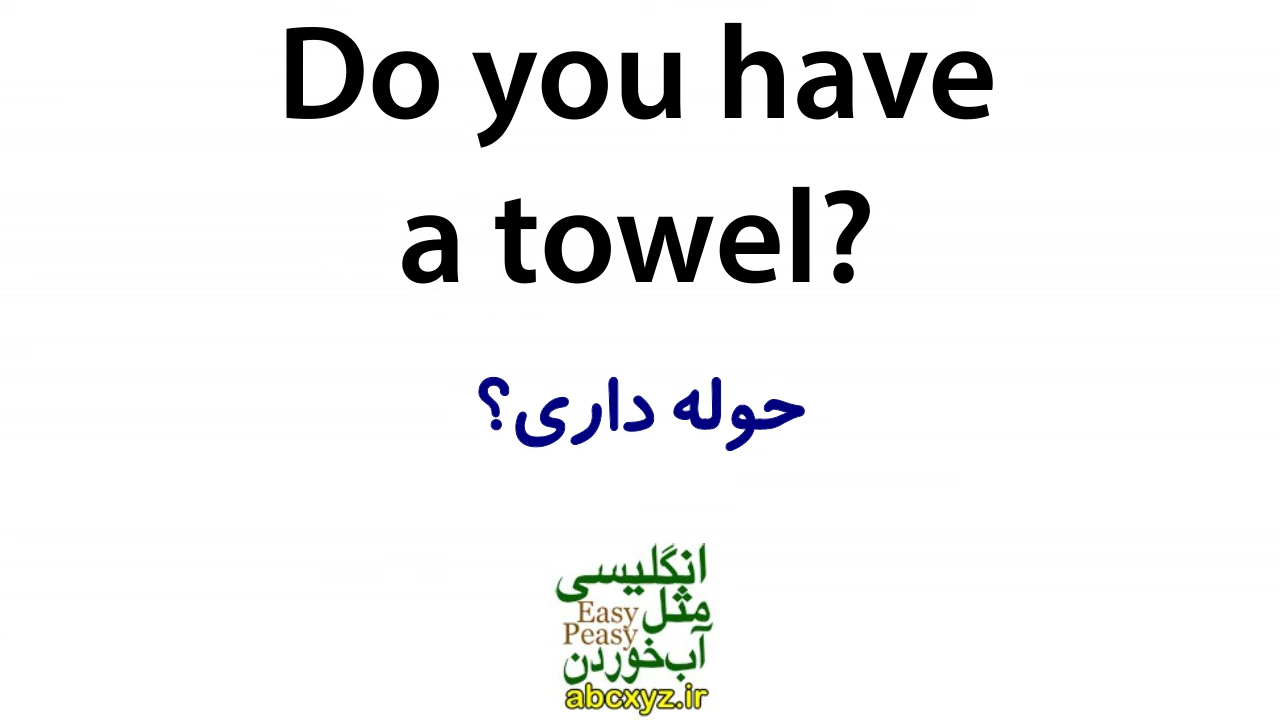 Do you have
a towel?
حوله داری؟
انگلیسی
مثل Easy
Peasy
آب‌خوردن
abcxyz.ir